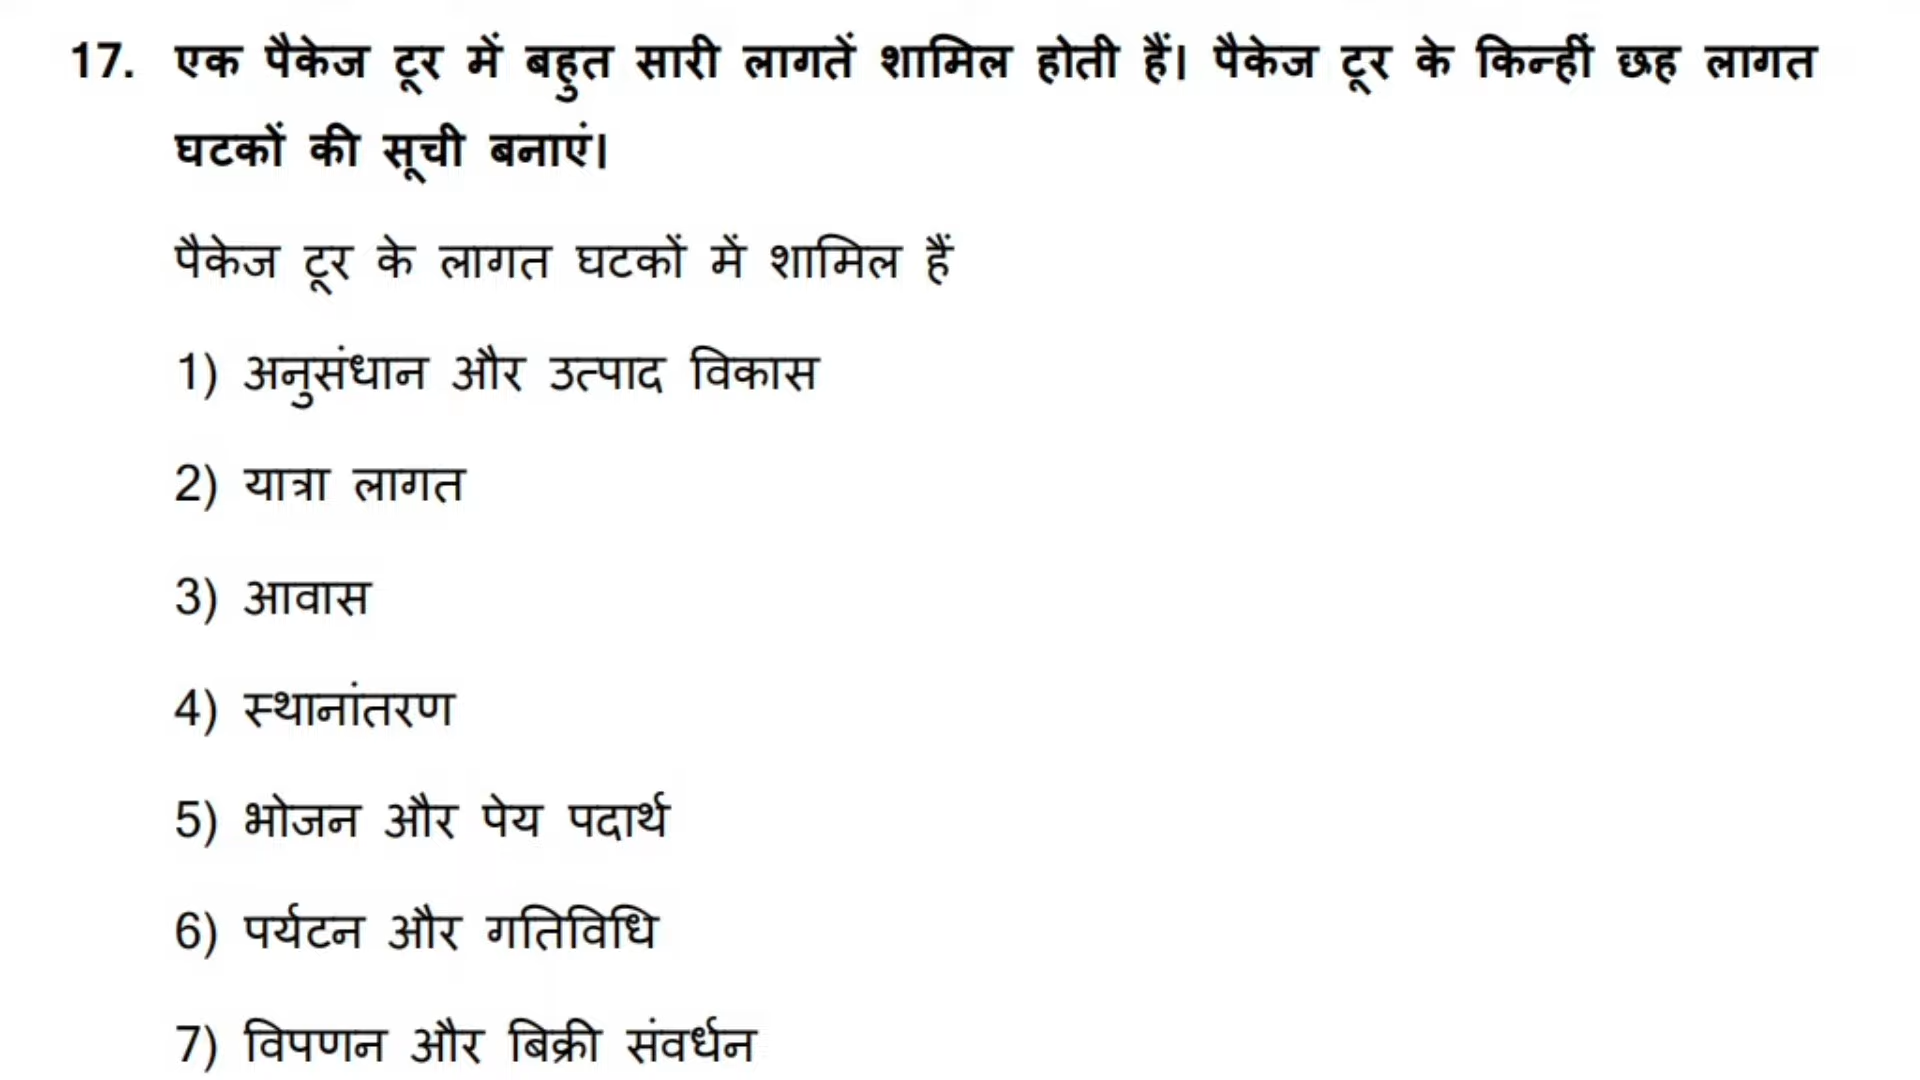 17. एक पैकेज टूर में बहुत सारी लागतें शामिल होती हैं। पैकेज टूर के किन्हीं छह लागत
घटकों की सूची बनाएं।
पैकेज टूर के लागत घटकों में शामिल हैं
1) अनुसंधान और उत्पाद विकास
2) यात्रा लागत
3) आवास
4) स्थानांतरण
5) भोजन और पेय पदार्थ
6) पर्यटन और गतिविधि
7) विपणन और बिक्री संवर्धन